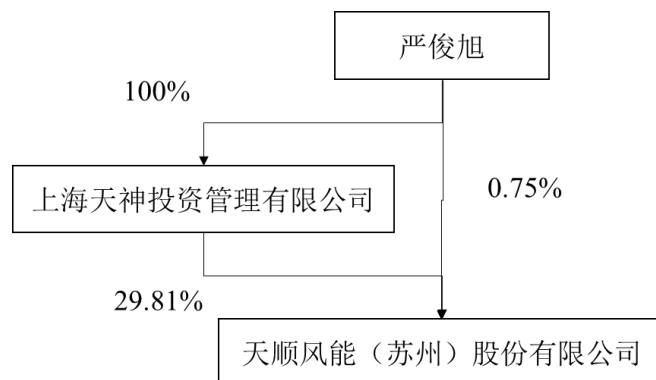 严俊旭
100%
上海天神投资管理有限公司
0.75%
29.81%
天顺风能（苏州）股份有限公司